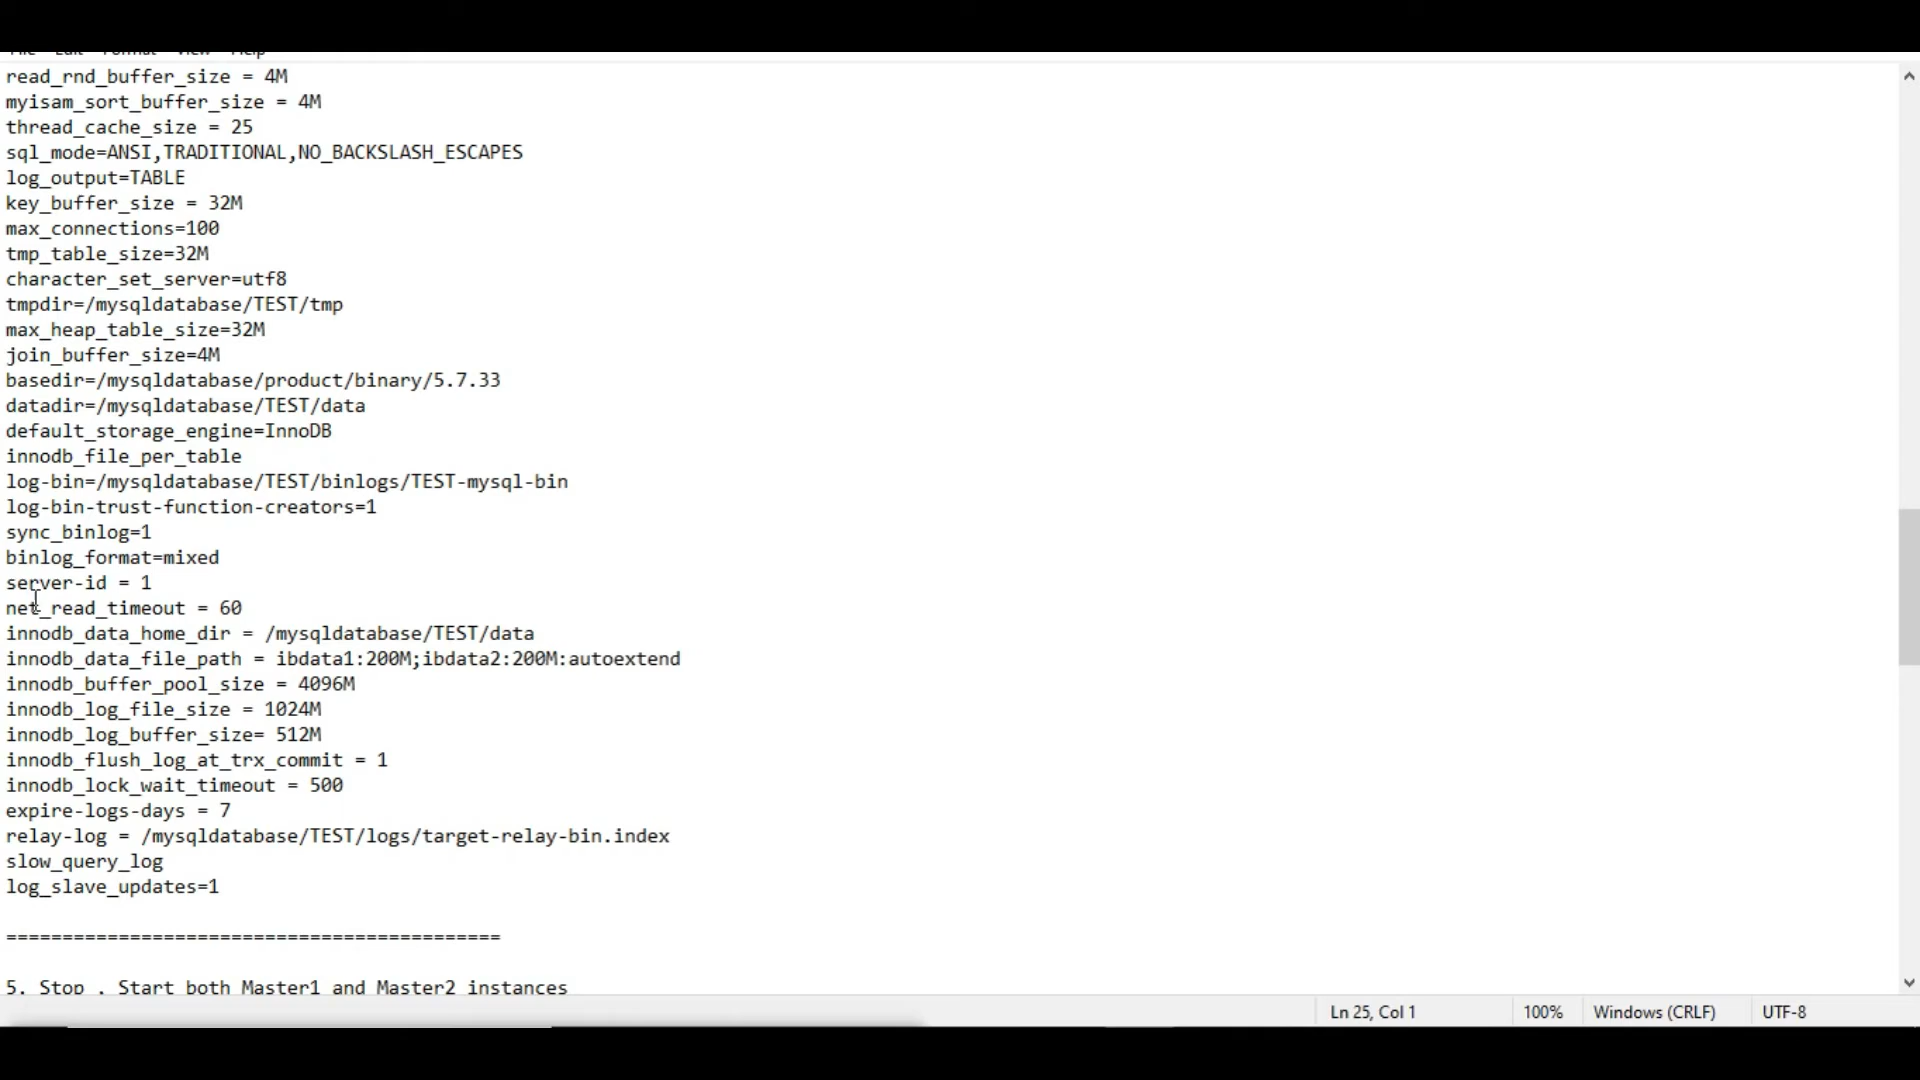 File Edit Format View Help
read_rnd_buffer_size = 4M
myisam_sort_buffer_size = 4M
thread_cache_size = 25
sql_mode=ANSI,TRADITIONAL,NO_BACKSLASH_ESCAPES
log_output=TABLE
key_buffer_size = 32M
max_connections=100
tmp_table_size=32M
character_set_server=utf8
tmpdir=/mysqldatabase/TEST/tmp
max_heap_table_size=32M
join_buffer_size=4M
basedir=/mysqldatabase/product/binary/5.7.33
datadir=/mysqldatabase/TEST/data
default_storage_engine=InnoDB
innodb_file_per_table
log-bin=/mysqldatabase/TEST/binlogs/TEST-mysql-bin
log-bin-trust-function-creators=1
sync_binlog=1
binlog_format=mixed
server-id = 1
net_read_timeout = 60
innodb_data_home_dir = /mysqldatabase/TEST/data
innodb_data_file_path = ibdata1:200M;ibdata2:200M:autoextend
innodb_buffer_pool_size = 4096M
innodb_log_file_size = 1024M
innodb_log_buffer_size= 512M
innodb_flush_log_at_trx_commit = 1
innodb_lock_wait_timeout = 500
expire-logs-days = 7
relay-log = /mysqldatabase/TEST/logs/target-relay-bin.index
slow_query_log
log_slave_updates=1
============================================
5. Stop . Start both Master1 and Master2 instances
Ln 25, Col 1 100% Windows (CRLF) UTF-8